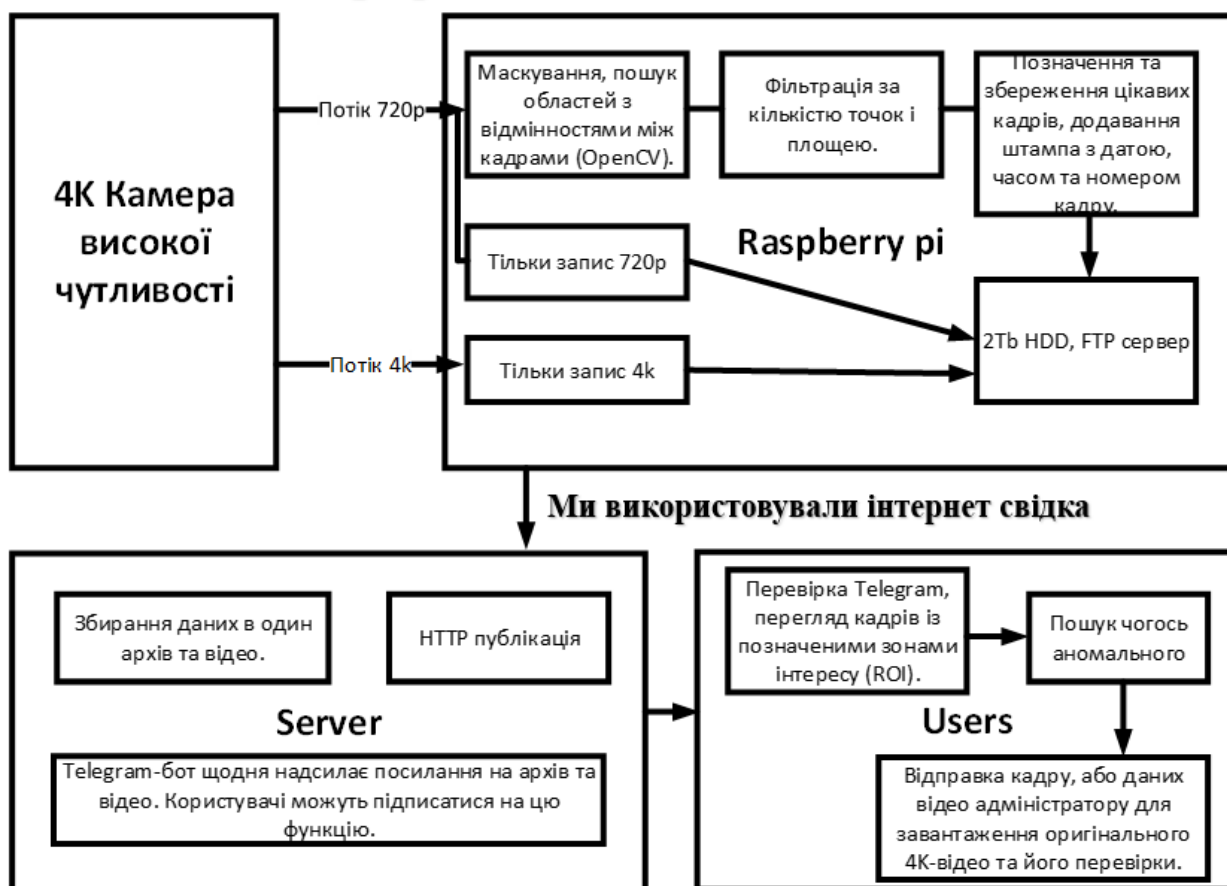 4K Камера
високої
чутливості
Потік 720p
Потік 4k
Маскування, пошук
областей з
відмінностями між
кадрами (OpenCV).
Фільтрація за
кількістю точок і
площею.
Позначення та
збереження цікавих
кадрів, додавання
штампа з датою,
часом та номером
кадру.
Тільки запис 720p
Raspberry pi
Тільки запис 4k
2Tb HDD, FTP сервер
Ми використовували інтернет свідка
Збирання даних в один
архів та відео.
HTTP публікація
Server
Telegram-бот щодня надсилає посилання на архів та
відео. Користувачі можуть підписатися на цю
функцію.
Перевірка Telegram,
перегляд кадрів із
позначеними зонами
інтересу (ROI).
Пошук чогось
аномального
Users
Відправка кадру, або даних
відео адміністратору для
завантаження оригінального
4K-відео та його перевірки.